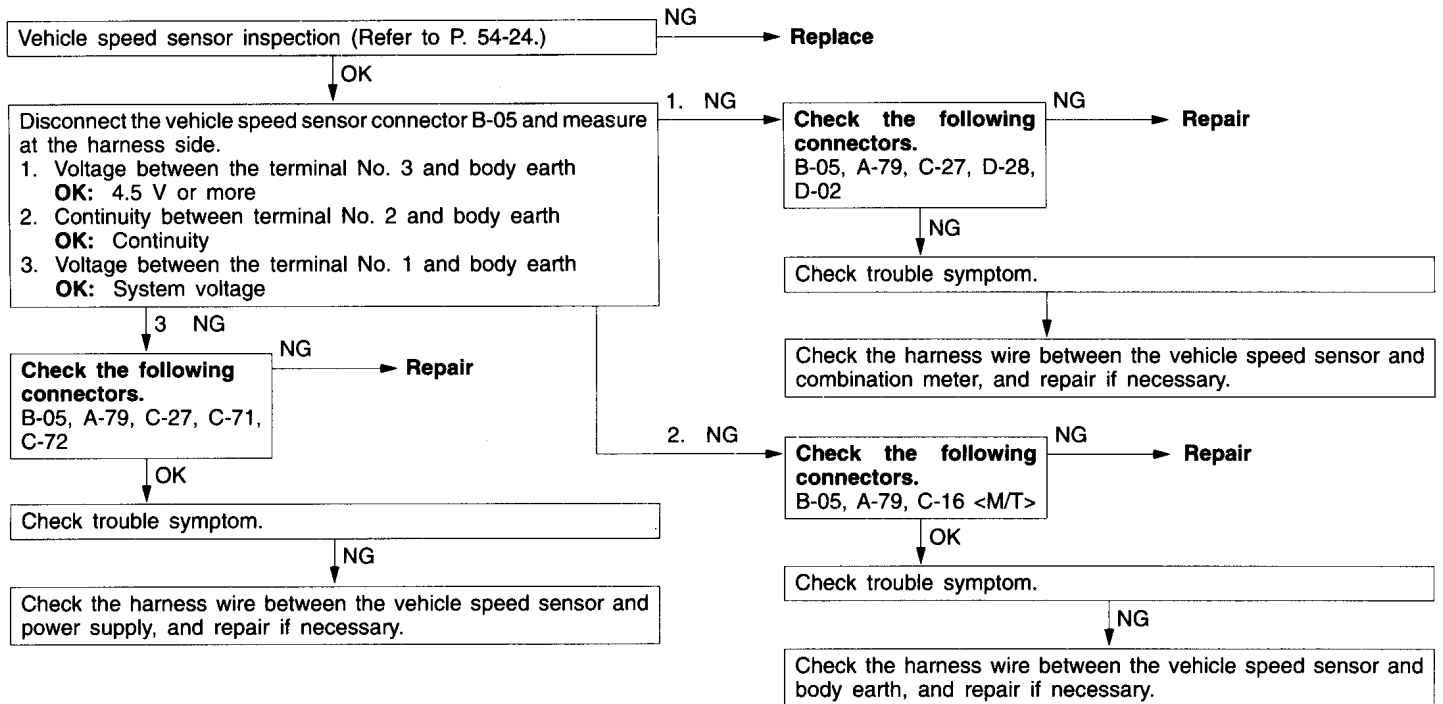 Vehicle speed sensor inspection (Refer to P. 54-24.)
NG
Replace
OK
Disconnect the vehicle speed sensor connector B-05 and measure
at the harness side.
1. Voltage between the terminal No. 3 and body earth
OK: 4.5 V or more
2. Continuity between terminal No. 2 and body earth
OK: Continuity
3. Voltage between the terminal No. 1 and body earth
OK: System voltage
1. NG
Check the following
connectors.
B-05, A-79, C-27, D-28,
D-02
NG
Repair
NG
Check trouble symptom.
Check the harness wire between the vehicle speed sensor and
combination meter, and repair if necessary.
3 NG
Check the following
connectors.
B-05, A-79, C-27, C-71,
C-72
NG
Repair
OK
Check trouble symptom.
NG
Check the harness wire between the vehicle speed sensor and
power supply, and repair if necessary.
2. NG
Check the following
connectors.
B-05, A-79, C-16 <M/T>
NG
Repair
OK
Check trouble symptom.
NG
Check the harness wire between the vehicle speed sensor and
body earth, and repair if necessary.